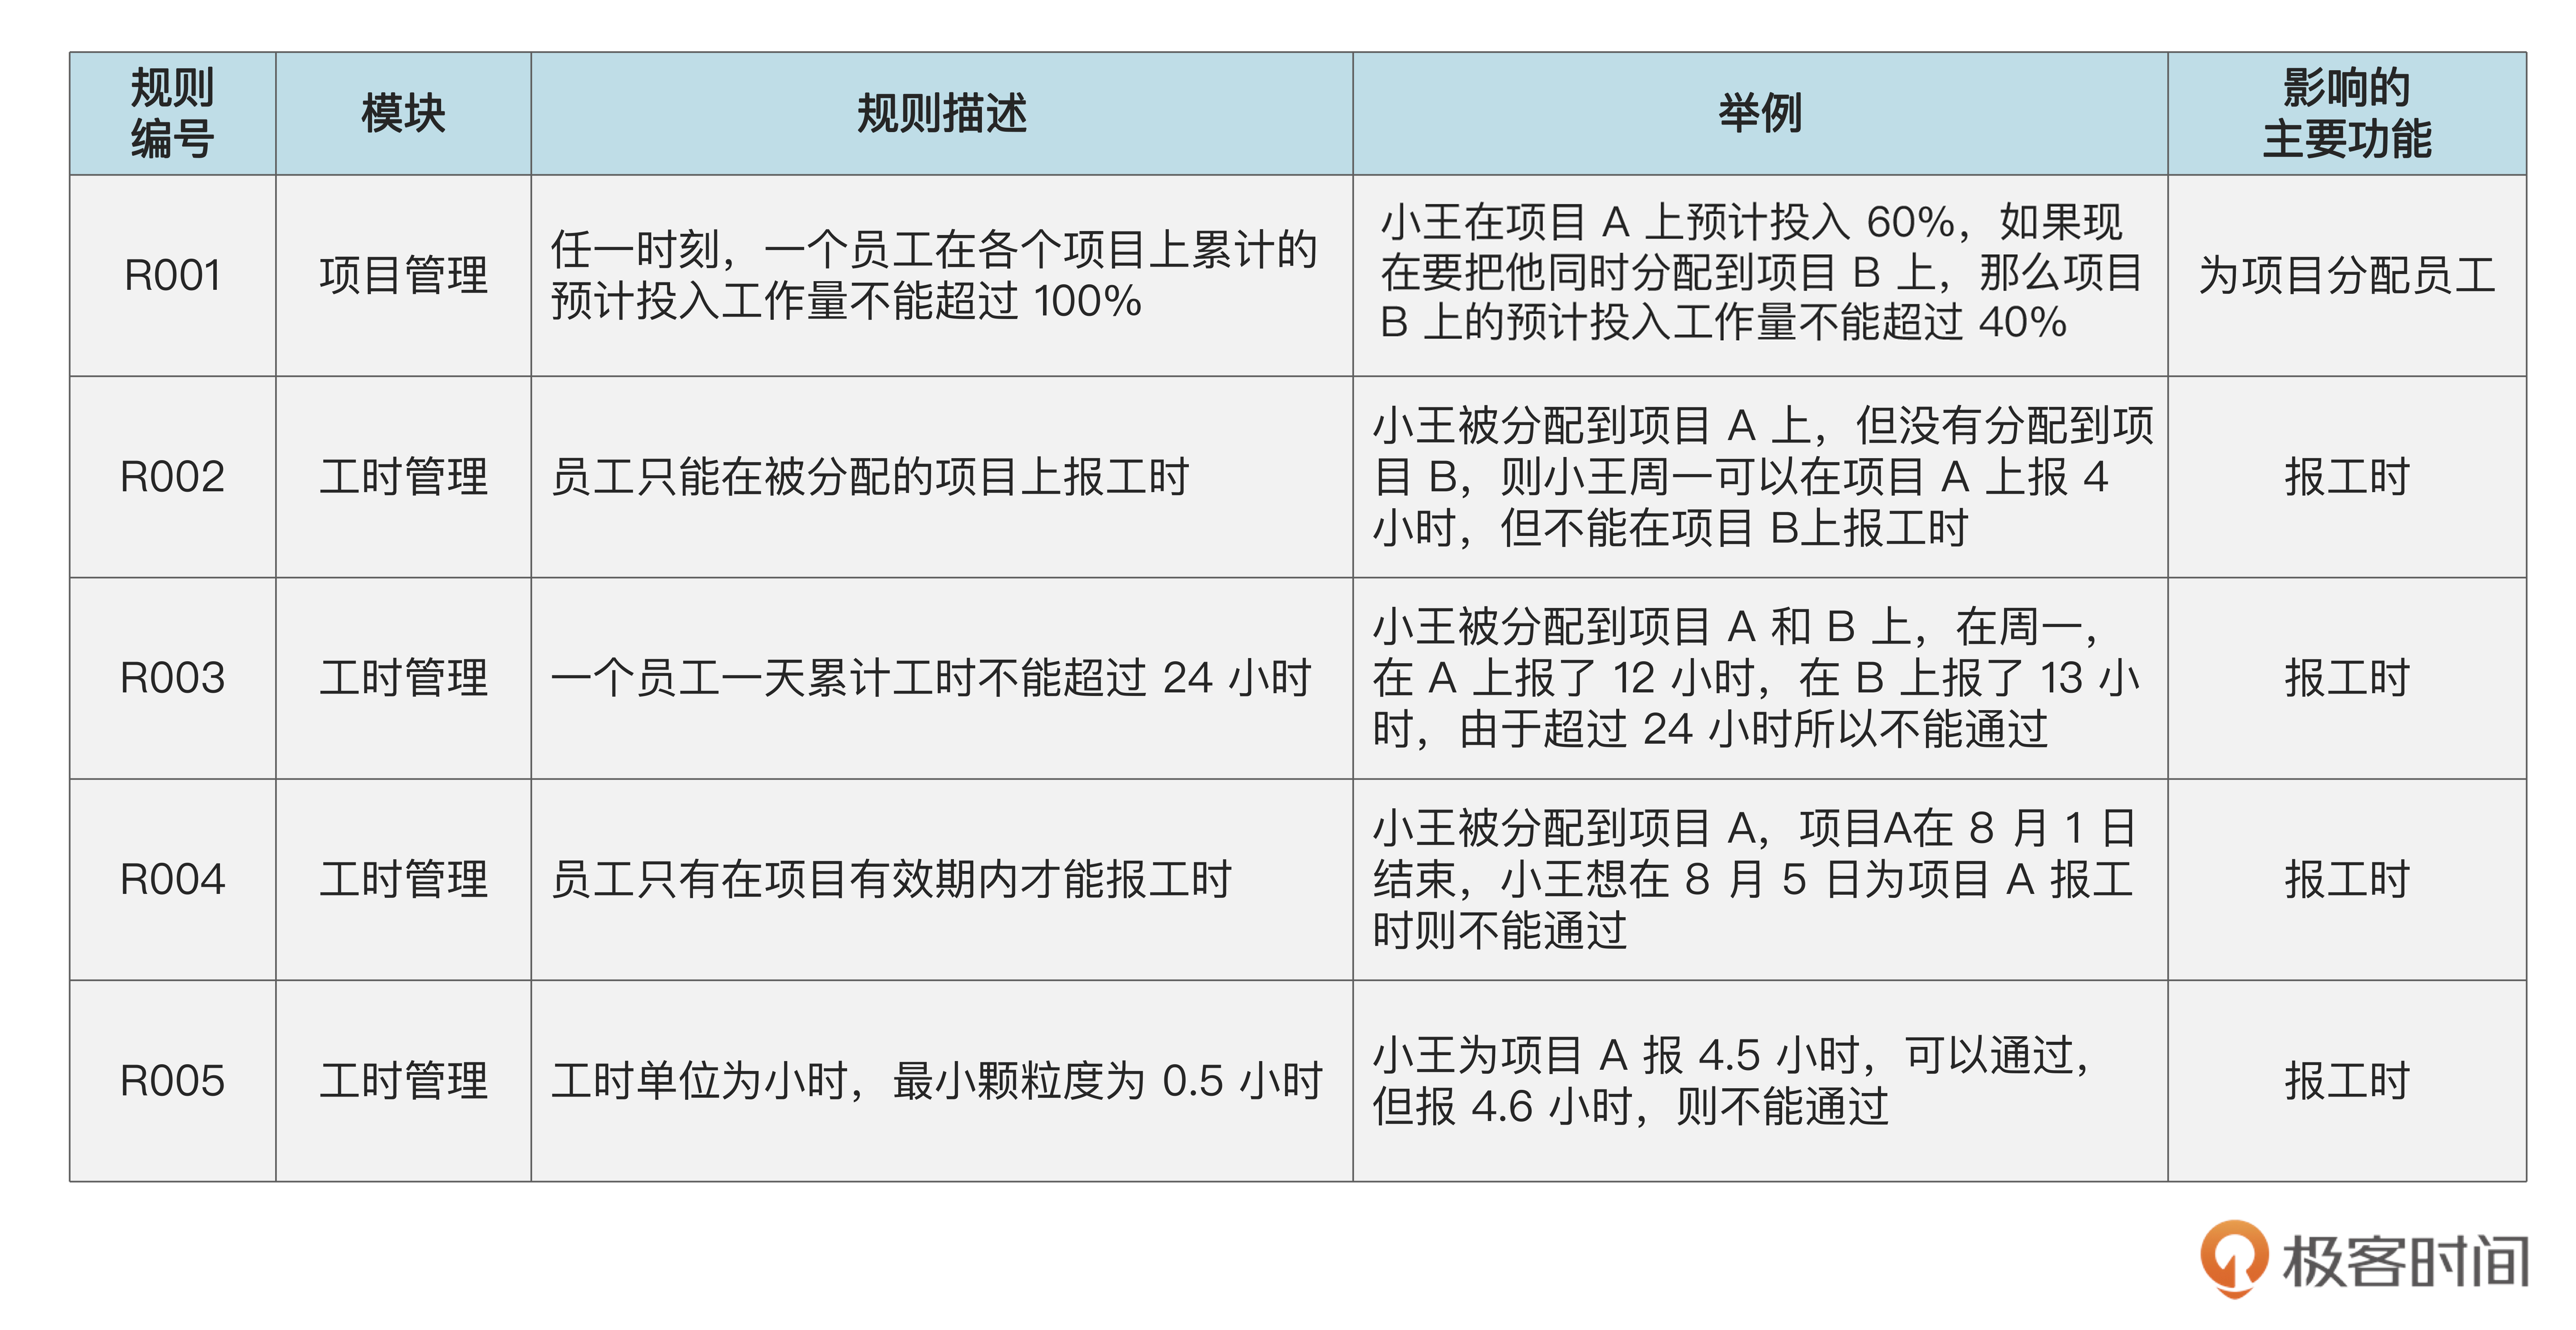 规则
编号
模块
规则描述
举例
影响的
主要功能
R001
项目管理
任一时刻，一个员工在各个项目上累计的
预计投入工作量不能超过 100%
小王在项目 A 上预计投入 60%，如果现
在要把他同时分配到项目 B 上，那么项目
B 上的预计投入工作量不能超过 40%
为项目分配员工
R002
工时管理
员工只能在被分配的项目上报工时
小王被分配到项目 A 上，但没有分配到项
目 B，则小王周一可以在项目 A 上报 4
小时，但不能在项目 B上报工时
报工时
R003
工时管理
一个员工一天累计工时不能超过 24 小时
小王被分配到项目 A 和 B 上，在周一，
在 A 上报了 12 小时，在 B 上报了 13 小
时，由于超过 24 小时所以不能通过
报工时
R004
工时管理
员工只有在项目有效期内才能报工时
小王被分配到项目 A，项目A在 8 月 1 日
结束，小王想在 8 月 5 日为项目 A 报工
时则不能通过
报工时
R005
工时管理
工时单位为小时，最小颗粒度为 0.5 小时
小王为项目 A 报 4.5 小时，可以通过，
但报 4.6 小时，则不能通过
报工时
极客时间